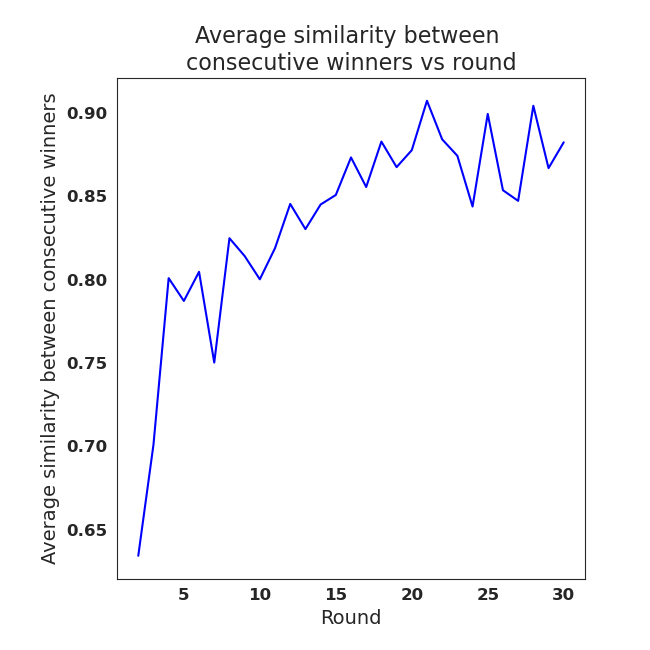 Average similarity between
consecutive winners vs round
Average similarity between consecutive winners
0.90
0.85
0.80
0.75
0.70
0.65
5 10 15 20 25 30
Round